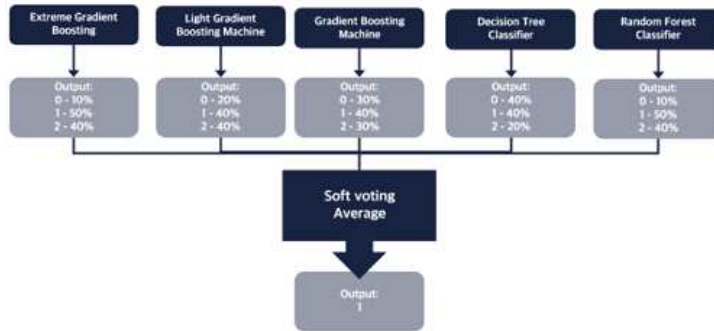 Extreme Gradient
Boosting
Light Gradient
Boosting Machine
Gradient Boosting
Machine
Decision Tree
Classifier
Random Forest
Classifier
Output:
0 - 10%
1 - 50%
2 - 40%
Output:
0 - 20%
1 - 40%
2 - 40%
Output:
0 - 30%
1 - 40%
2 - 30%
Output:
0 - 40%
1 - 40%
2 - 20%
Output:
0 - 10%
1 - 50%
2 - 40%
Soft voting
Average
Output:
1